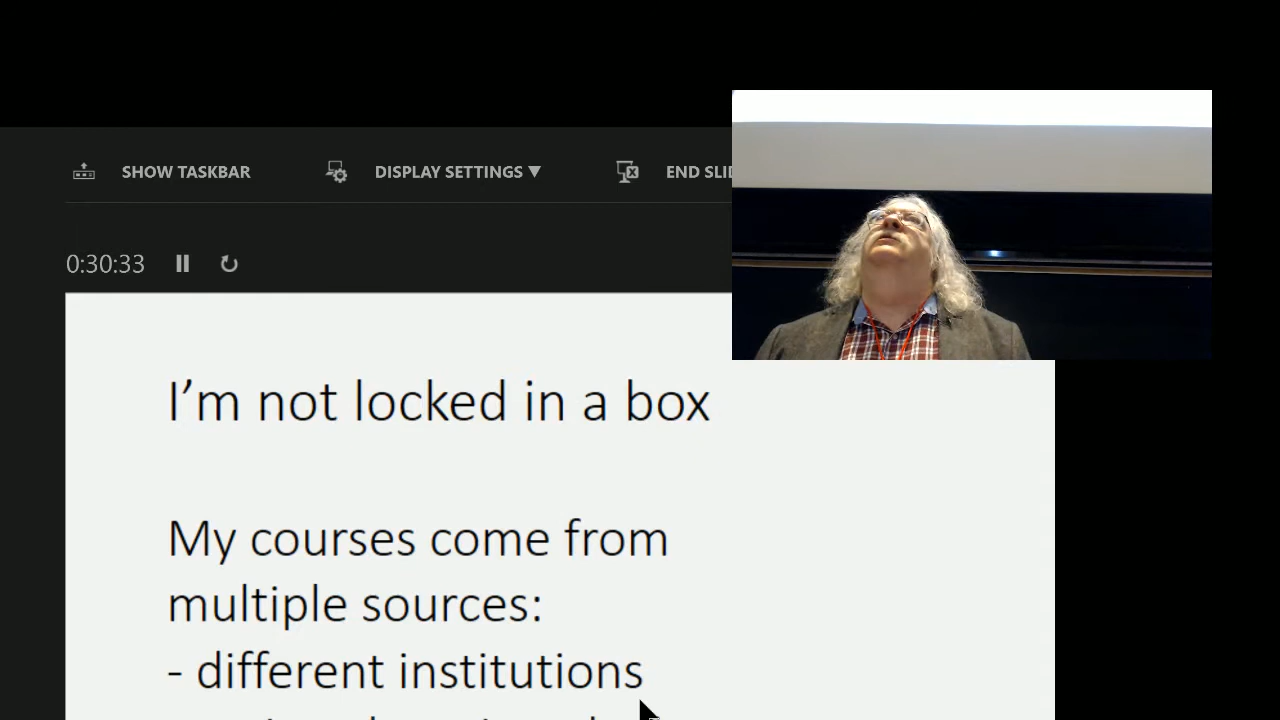 SHOW TASKBAR DISPLAY SETTINGS ▼ END
0:30:33
I’m not locked in a box
My courses come from
multiple sources:
- different institutions